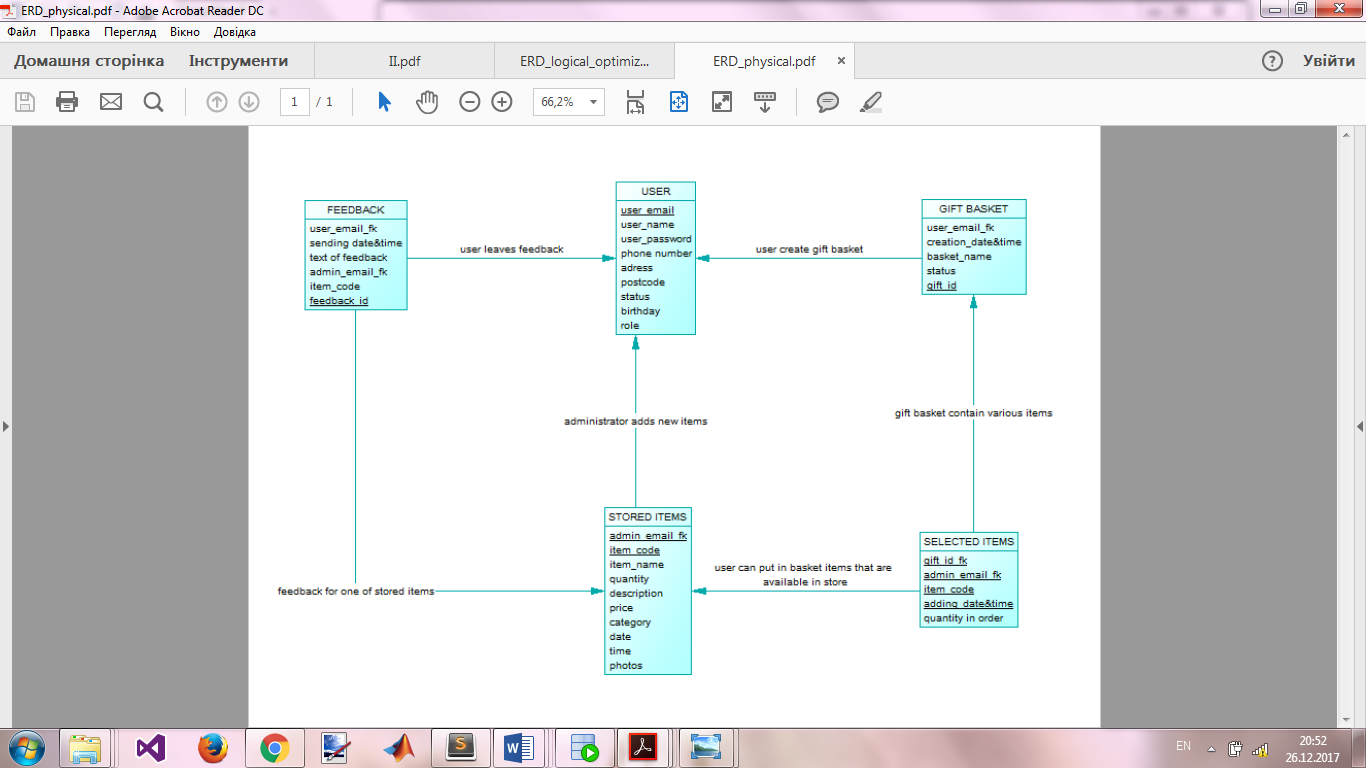 ERD_physical.pdf - Adobe Acrobat Reader DC
Файл Правка Перегляд Вікно Довідка
Домашня сторінка Інструменти II.pdf ERD_logical_optimiz... ERD_physical.pdf × Увійти
1 / 1 66,2%
USER
user_email
user_name
user_password
phone number
adress
postcode
status
birthday
role
FEEDBACK
user_email_fk
sending date&time
text of feedback
admin_email_fk
item_code
feedback_id
GIFT BASKET
user_email_fk
creation_date&time
basket_name
status
gift_id
user leaves feedback
user create gift basket
administrator adds new items
gift basket contain various items
STORED ITEMS
admin_email_fk
item_code
item_name
quantity
description
price
category
date
time
photos
SELECTED ITEMS
gift_id_fk
admin_email_fk
item_code
adding_date&time
quantity in order
user can put in basket items that are
available in store
feedback for one of stored items
EN
20:52
26.12.2017